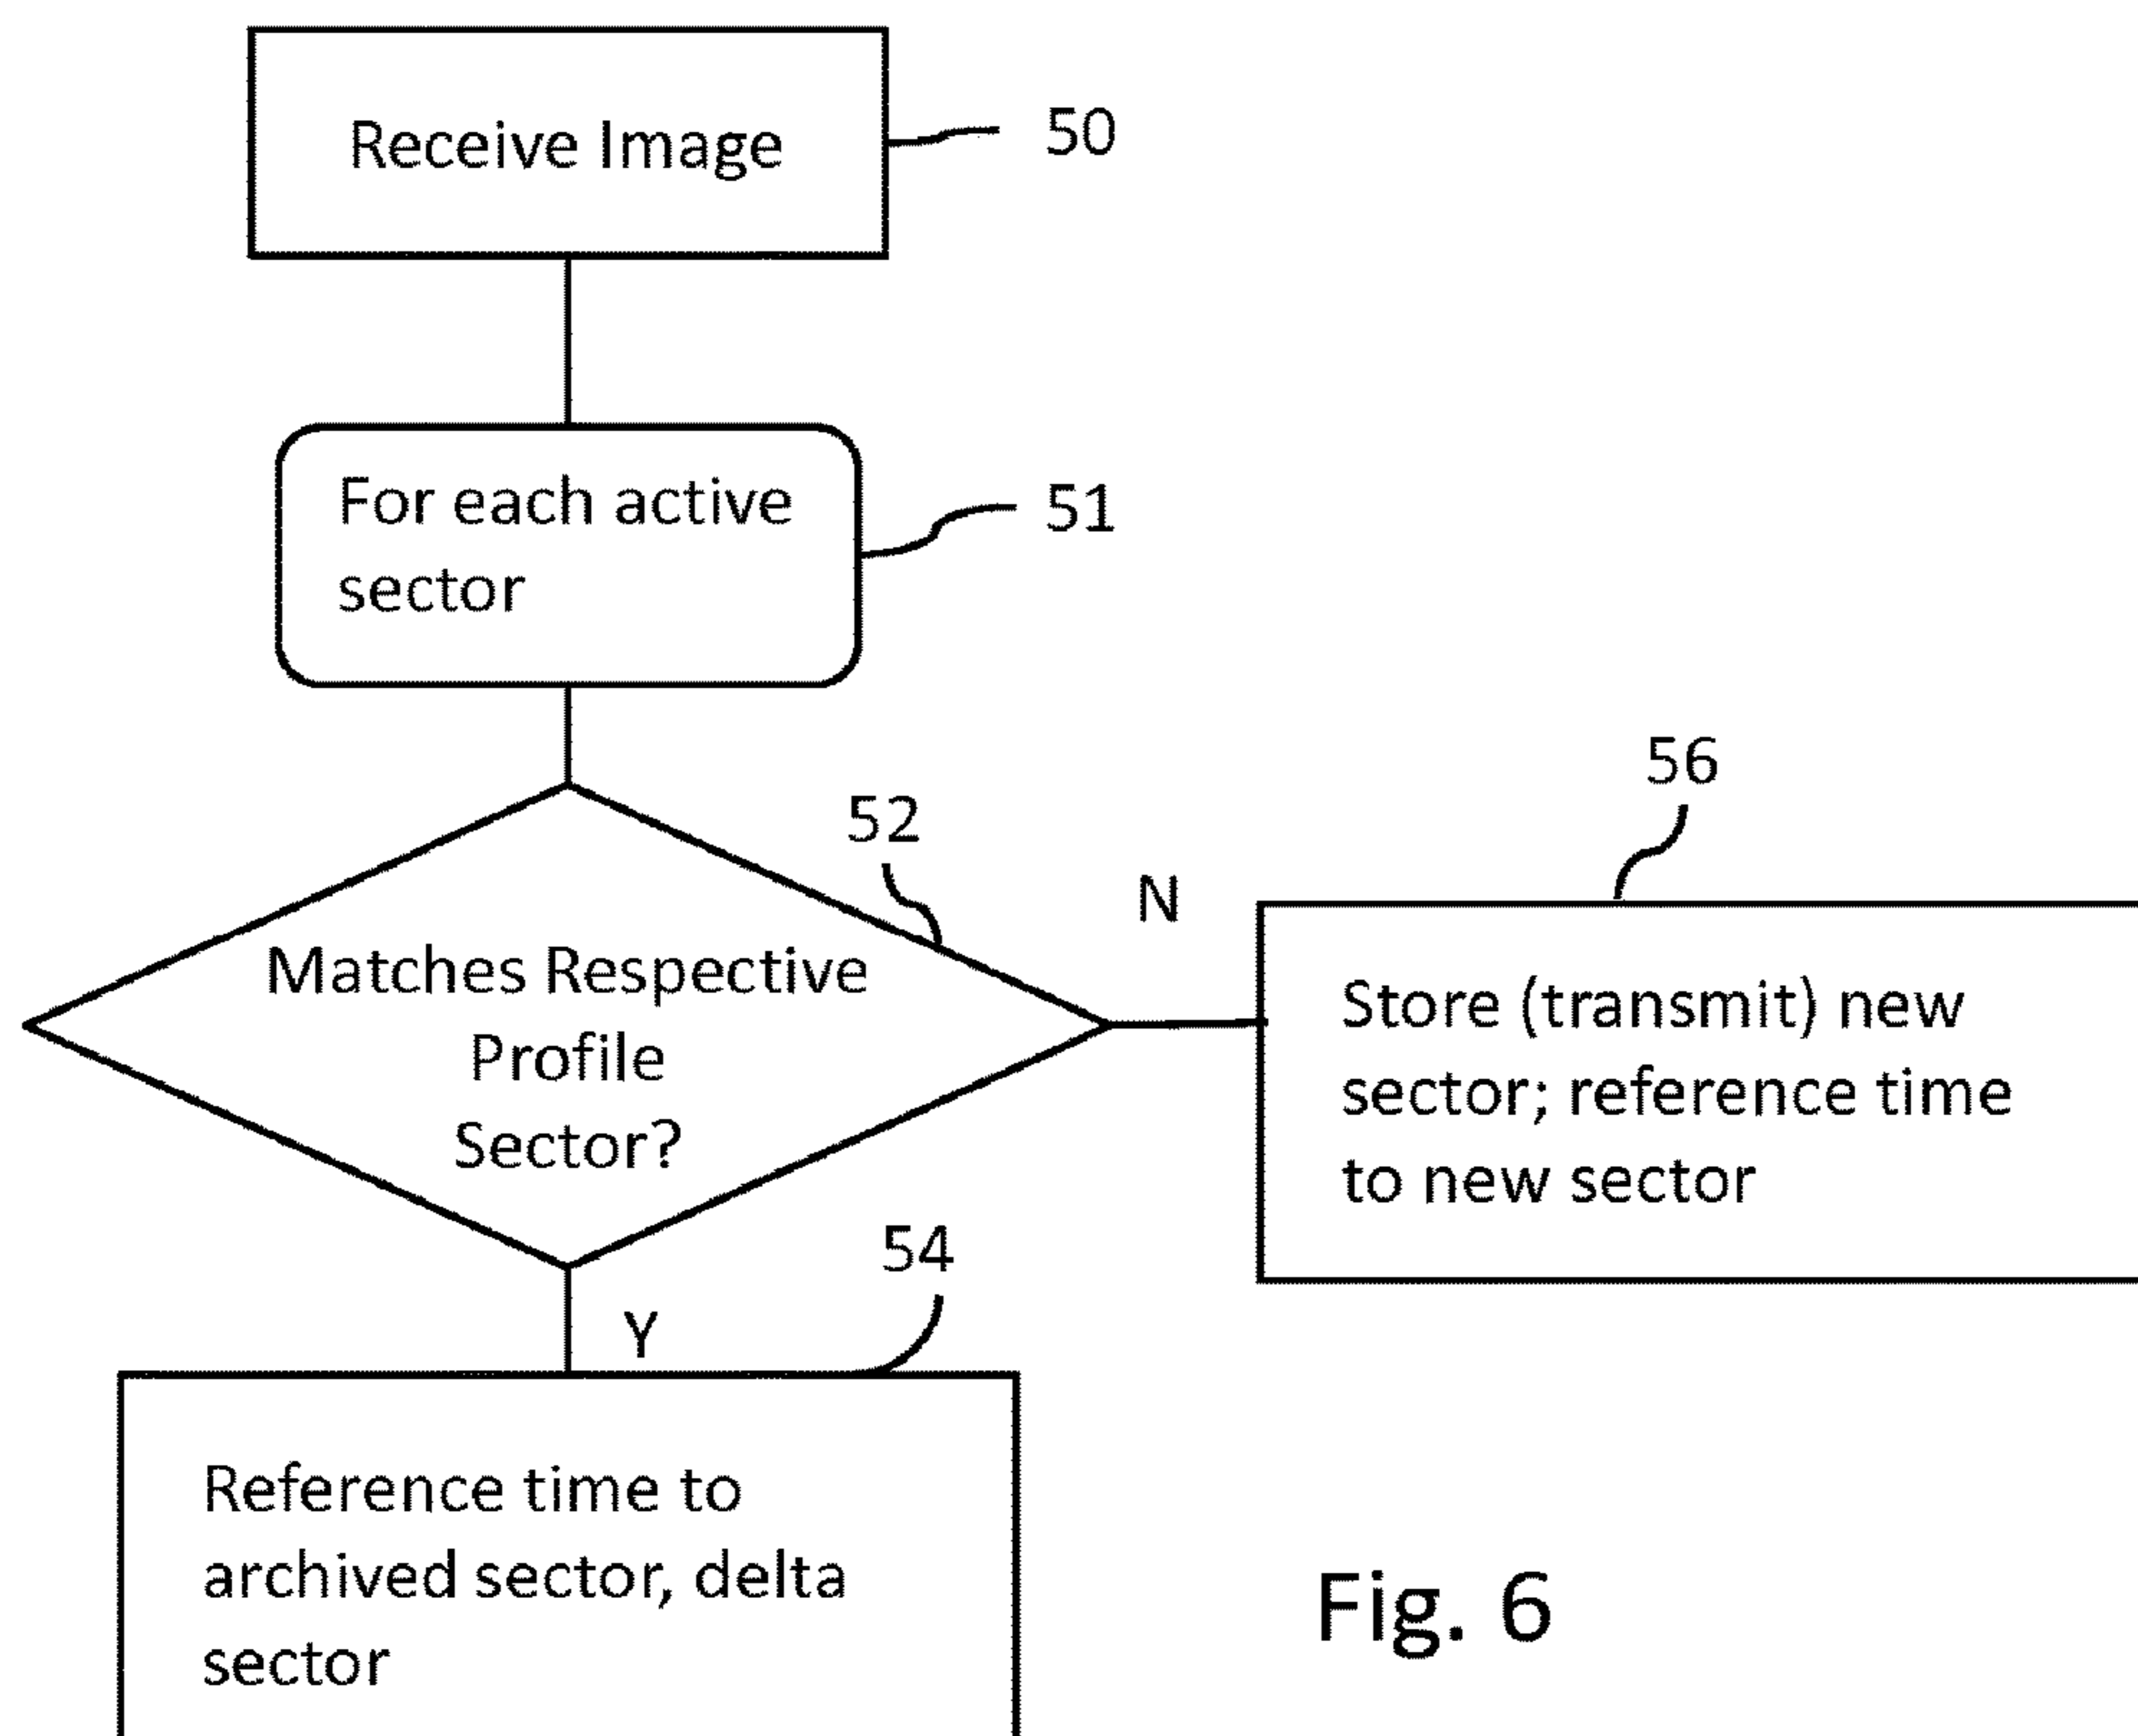 Receive Image
50
For each active
sector
51
52
Matches Respective
Profile
Sector?
N
56
Store (transmit) new
sector; reference time
to new sector
Y
54
Reference time to
archived sector, delta
sector
Fig. 6